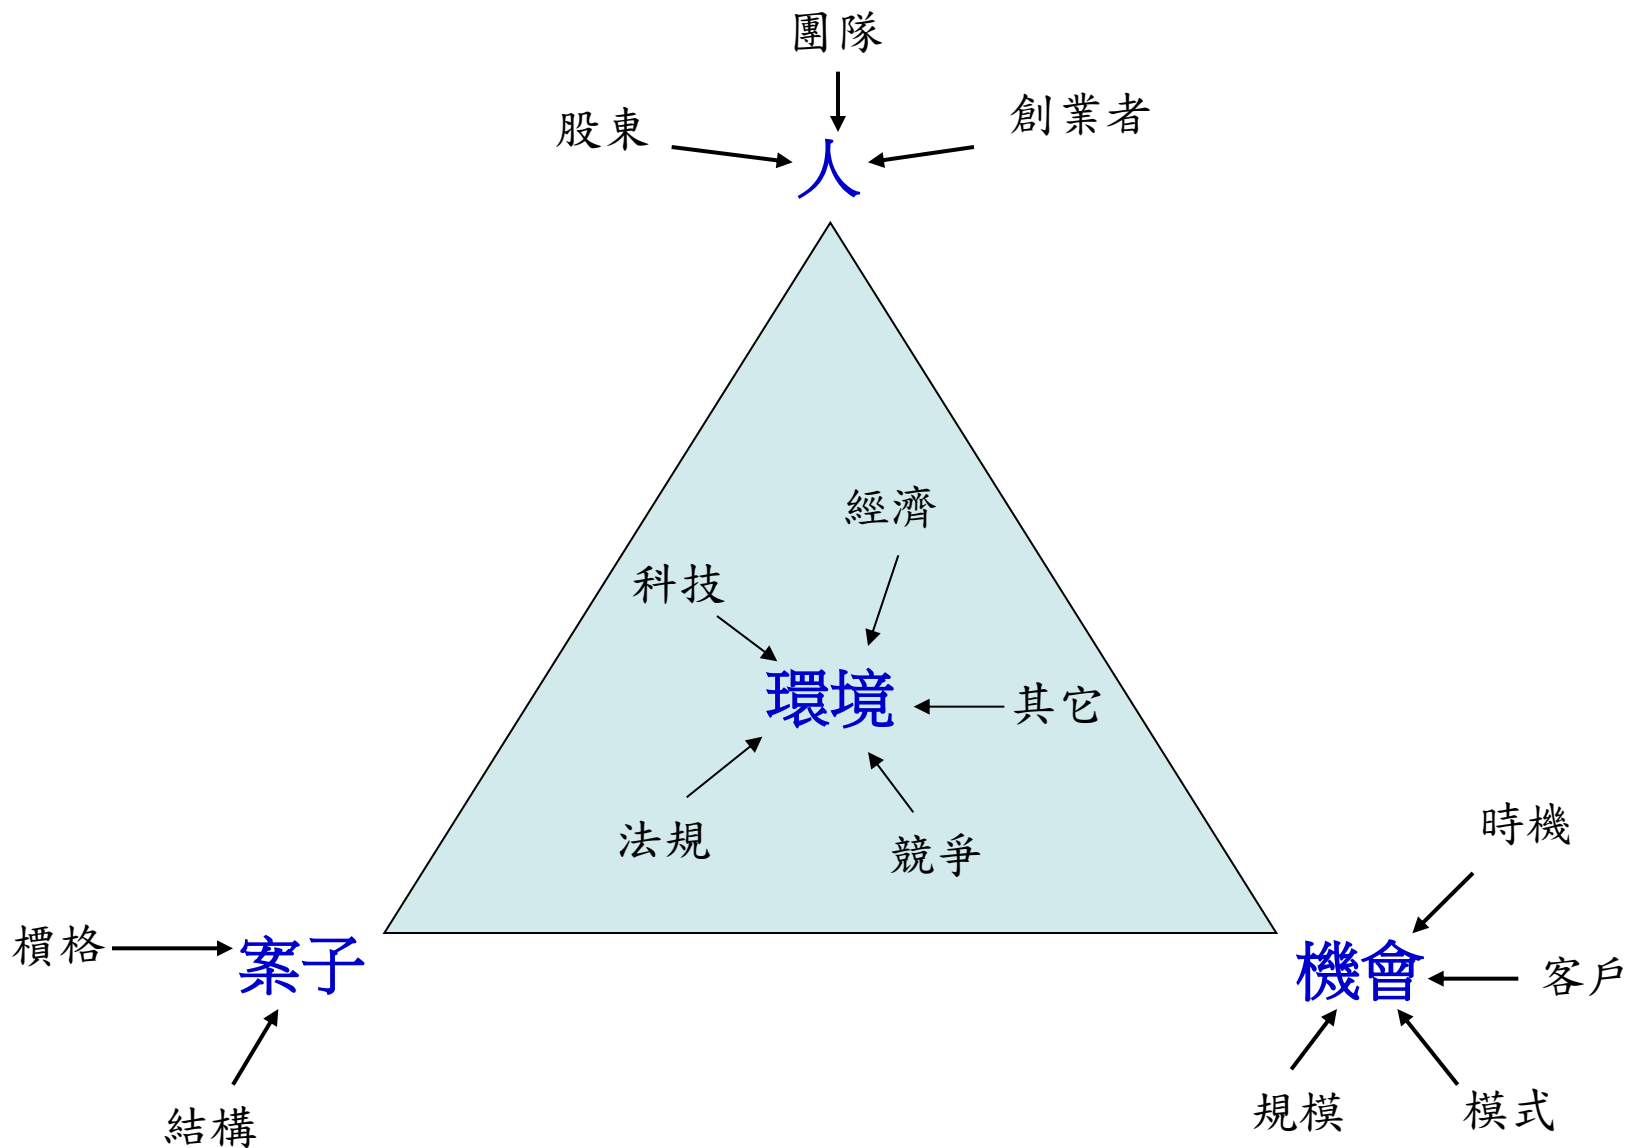 團隊
股東
創業者
人
經濟
科技
環境
其它
法規
競爭
時機
檟格
案子
機會
客戶
規模
模式
結構